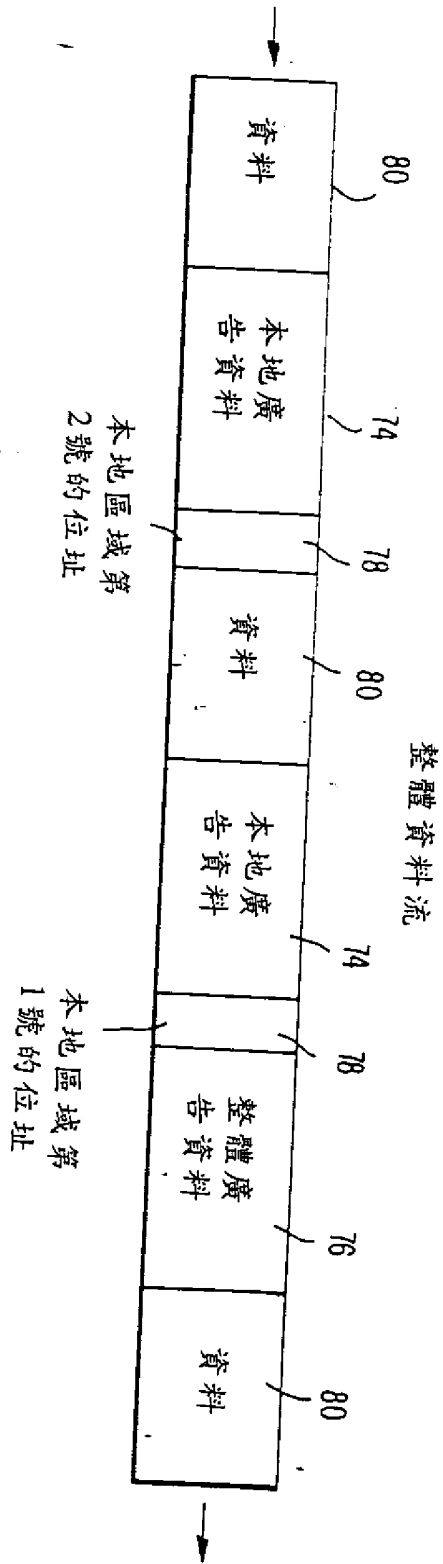 整體資料流
80
74
78
80
74
78
76
80
資料
本地廣
告資料
資料
本地廣
告資料
整體廣
告資料
資料
本地區域第
2號的位址
本地區域第
1號的位址